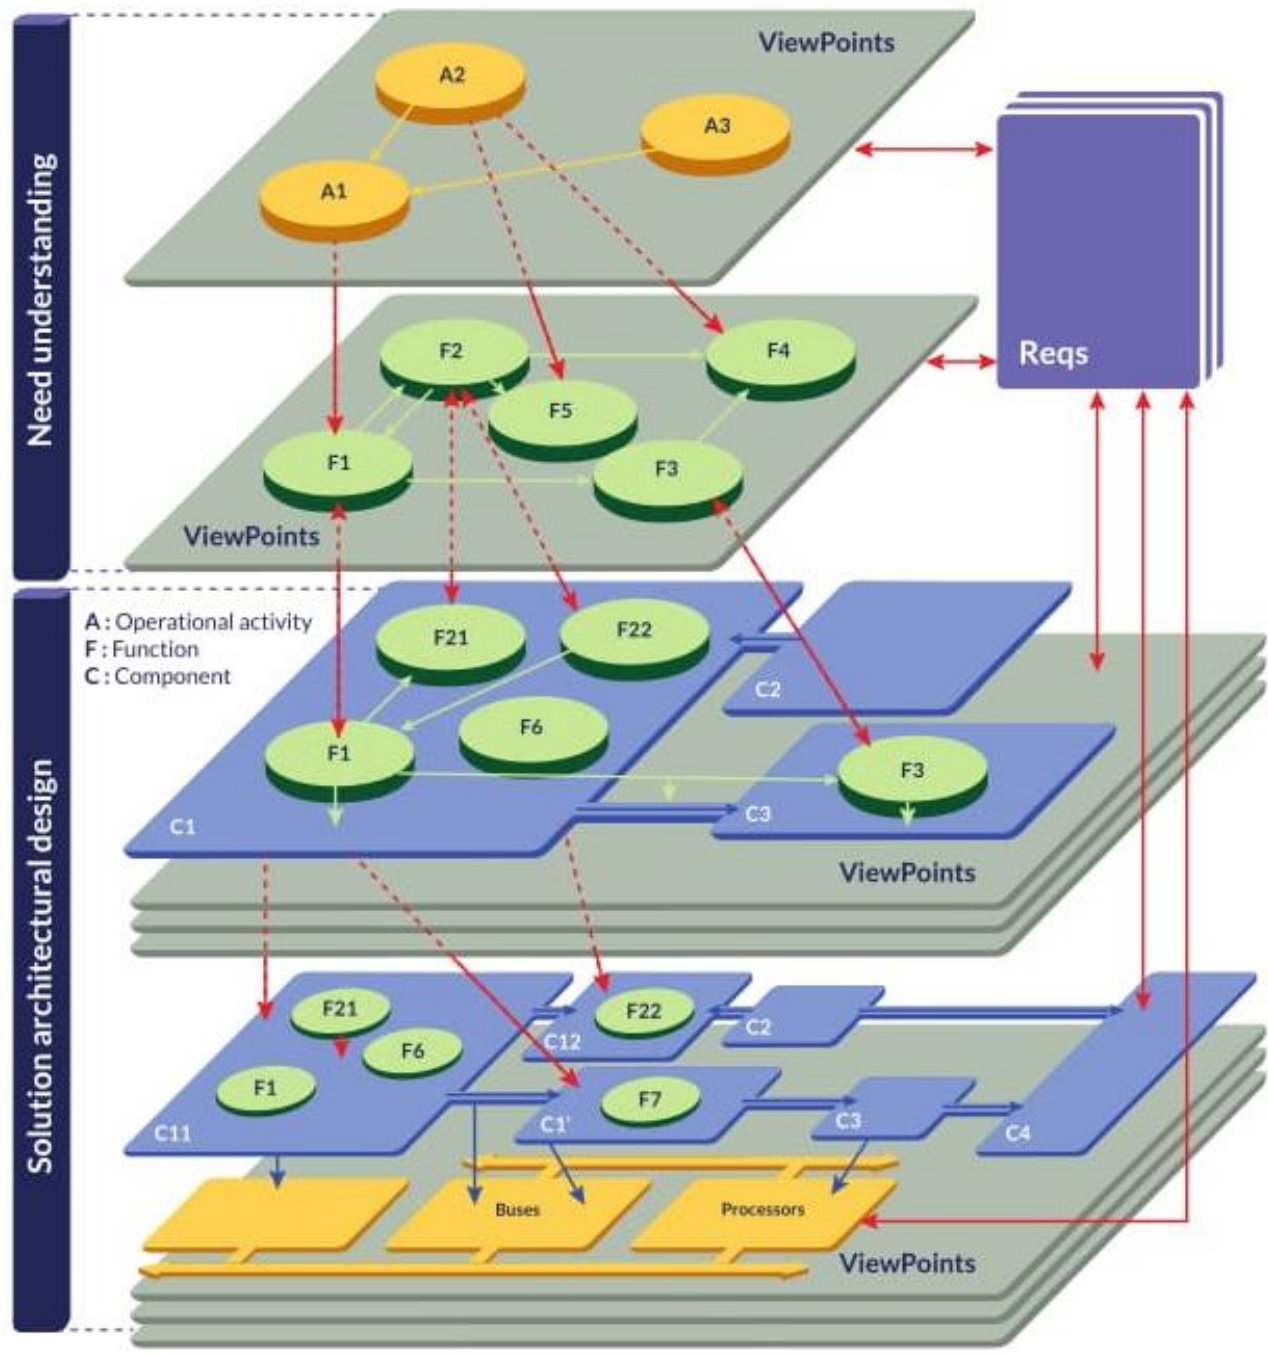 Need understanding
ViewPoints
A2
A3
A1
Reqs
F2
F4
F5
F1
F3
ViewPoints
Solution architectural design
A : Operational activity
F : Function
C : Component
F21
F22
C2
F6
F1
F3
C1
C3
ViewPoints
F21
F22
C2
C12
F6
F1
F7
C11
C1'
C3
C4
Buses
Processors
ViewPoints